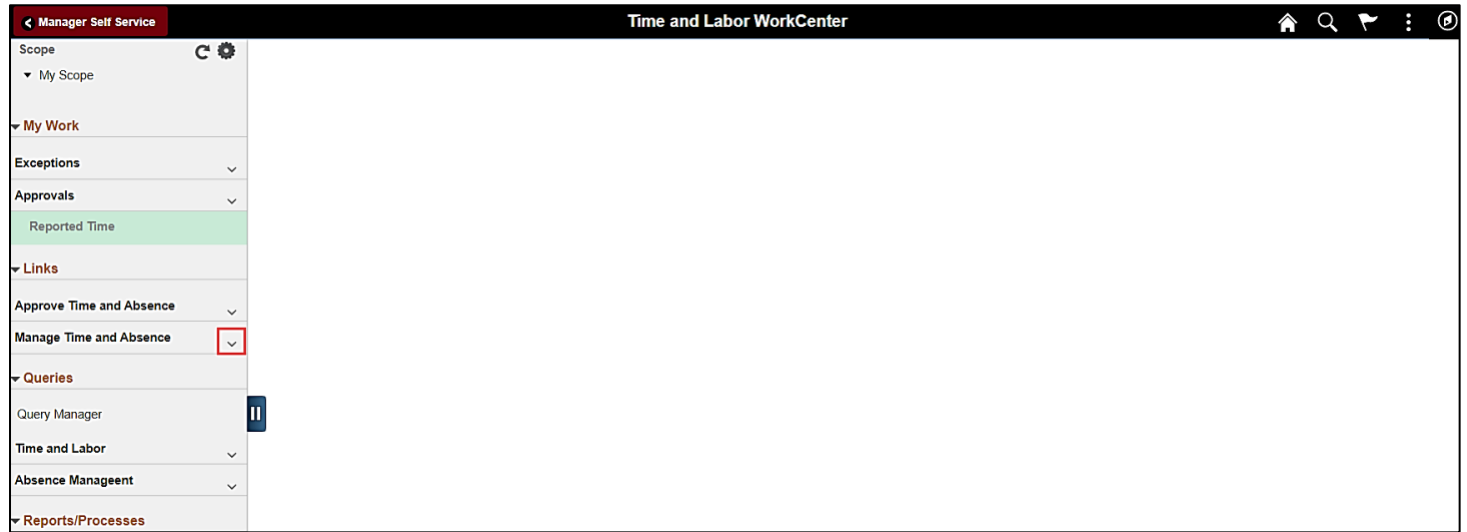 Manager Self Service
Time and Labor WorkCenter
Scope
My Scope
My Work
Exceptions
Approvals
Reported Time
Links
Approve Time and Absence
Manage Time and Absence
Queries
Query Manager
Time and Labor
Absence Manageent
Reports/Processes